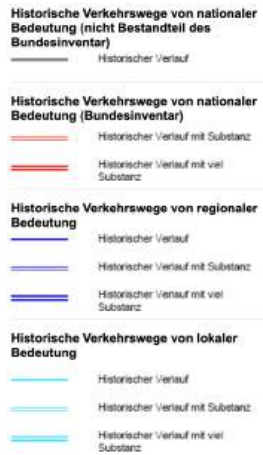 Historische Verkehrswege von nationaler
Bedeutung (nicht Bestandteil des
Bundesinventar)
Historischer Verlauf
Historische Verkehrswege von nationaler
Bedeutung (Bundesinventar)
Historischer Verlauf mit Substanz
Historischer Verlauf mit viel
Substanz
Historische Verkehrswege von regionaler
Bedeutung
Historischer Verlauf
Historischer Verlauf mit Substanz
Historischer Verlauf mit viel
Substanz
Historische Verkehrswege von lokaler
Bedeutung
Historischer Verlauf
Historischer Verlauf mit Substanz
Historischer Verlauf mit viel
Substanz